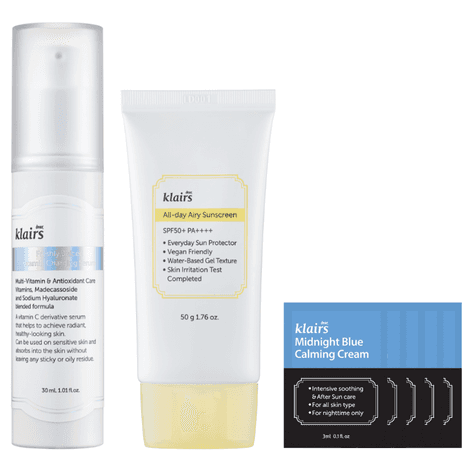 dear,
klairs
Multi-Vitamin & Antioxidant Care
Vitamins, Madecassoside
and Sodium Hyaluronate
blended formula
A vitamin C derivative serum
that helps to achieve radiant,
healthy-looking skin.
Can be used on sensitive skin and
absorbs into the skin without
leaving any sticky or oily residue.
30 ml. 1.01 fl.oz.
dear,
klairs
All-day Airy Sunscreen
SPF50+ PA++++
• Everyday Sun Protector
• Vegan Friendly
• Water-Based Gel Texture
• Skin Irritation Test
Completed
50 g 1.76 oz.
dear,
klairs
Midnight Blue
Calming Cream
• Intensive soothing
& After Sun care
• For all skin type
• For nighttime only
3ml 0.1 fl.oz